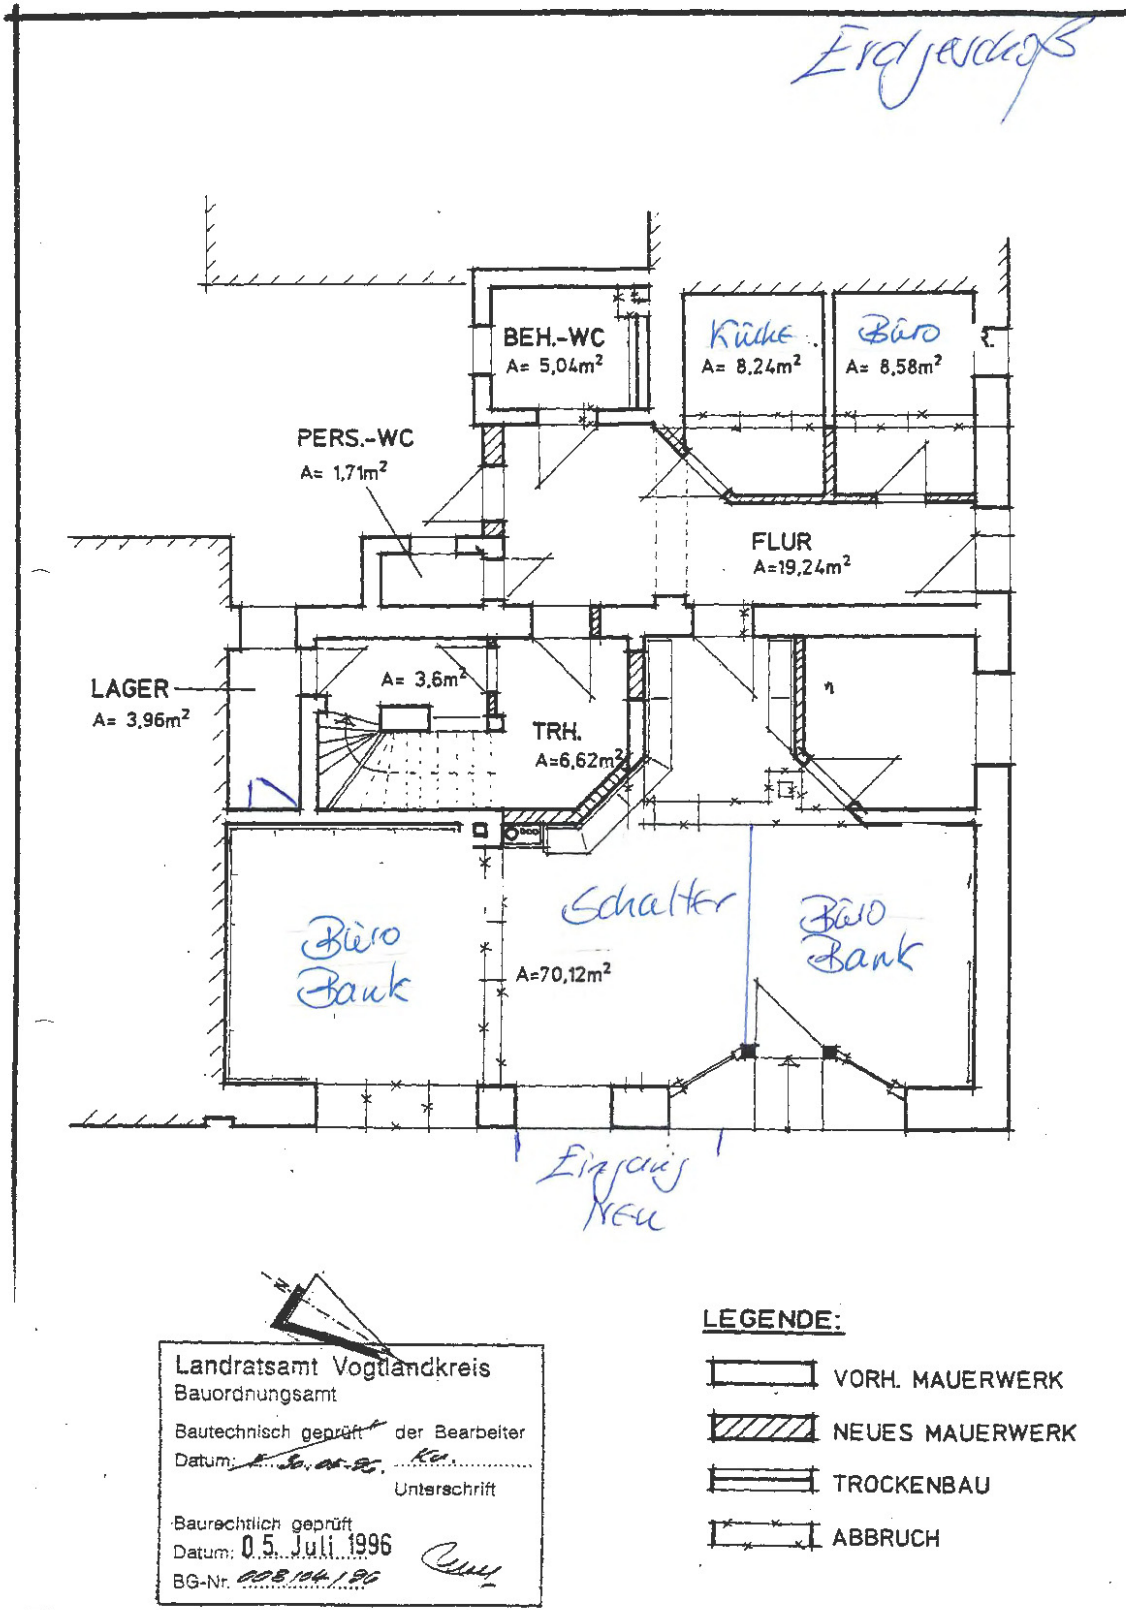 Erdgeschoß
BEH.-WC
A= 5,04m²
Küche
A= 8,24m²
Büro
A= 8,58m²
PERS.-WC
A= 1,71m²
FLUR
A=19,24m²
LAGER
A= 3,96m²
A= 3,6m²
TRH.
A=6,62m²
Büro
Bank
Schalter
A=70,12m²
Büro
Bank
Eingang
NEU
N
Landratsamt Vogtlandkreis
Bauordnungsamt
Bautechnisch geprüft der Bearbeiter
Datum:
Unterschrift
Baurechtlich geprüft
Datum: 05. Juli 1996
BG-Nr.
LEGENDE:
VORH. MAUERWERK
NEUES MAUERWERK
TROCKENBAU
ABBRUCH